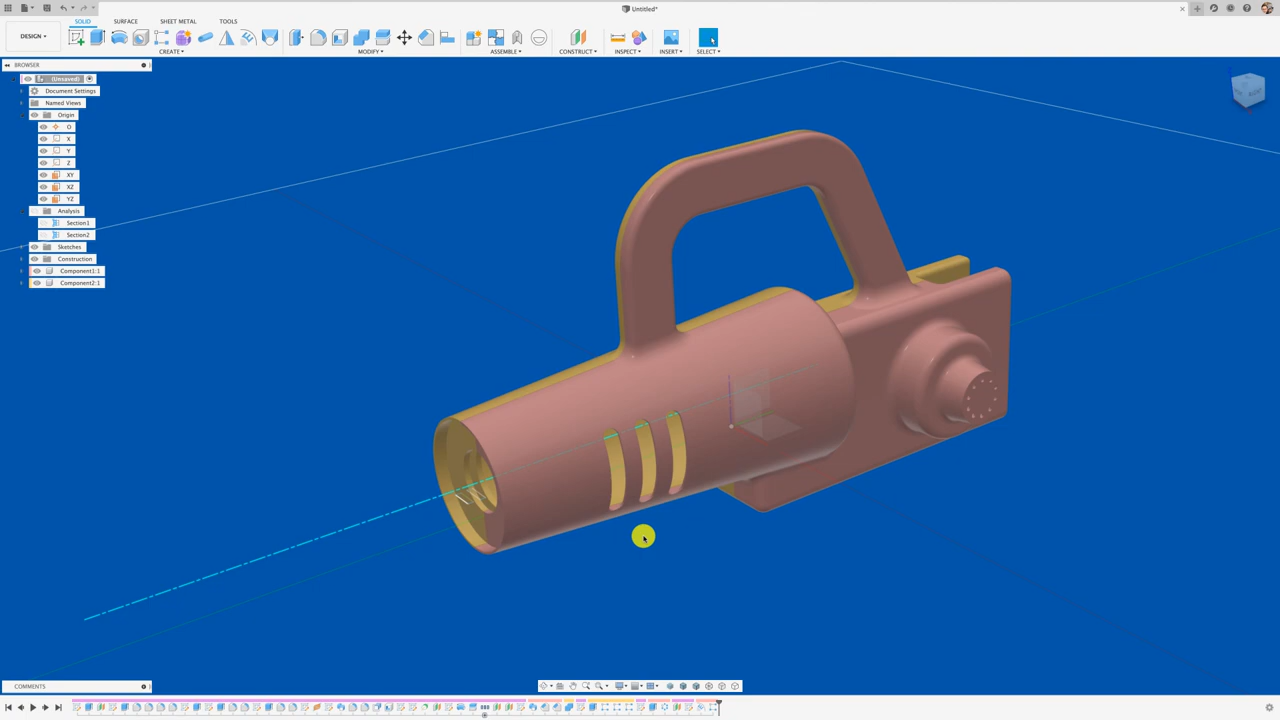 Untitled*
DESIGN
SOLID SURFACE SHEET METAL TOOLS
CREATE MODIFY ASSEMBLE CONSTRUCT INSPECT INSERT SELECT
BROWSER
(Unsaved)
Document Settings
Named Views
Origin
O
X
Y
Z
XY
XZ
YZ
Analysis
Section1
Section2
Sketches
Construction
Component1:1
Component2:1
COMMENTS